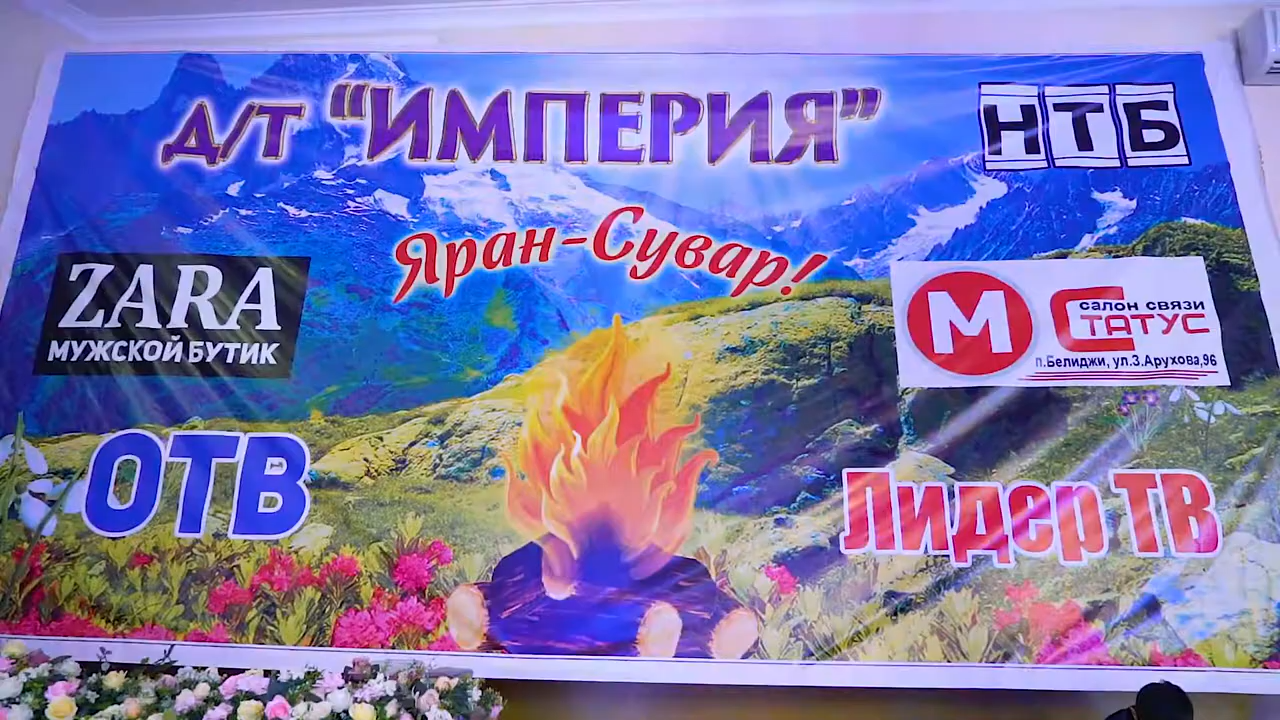 Д/Т "ИМПЕРИЯ"
НТБ
Яран-Сувар!
ZARA
МУЖСКОЙ БУТИК
М
САЛОН СВЯЗИ
СТАТУС
п.Белиджи, ул.З.Арухова,96
ОТВ
Лидер ТВ